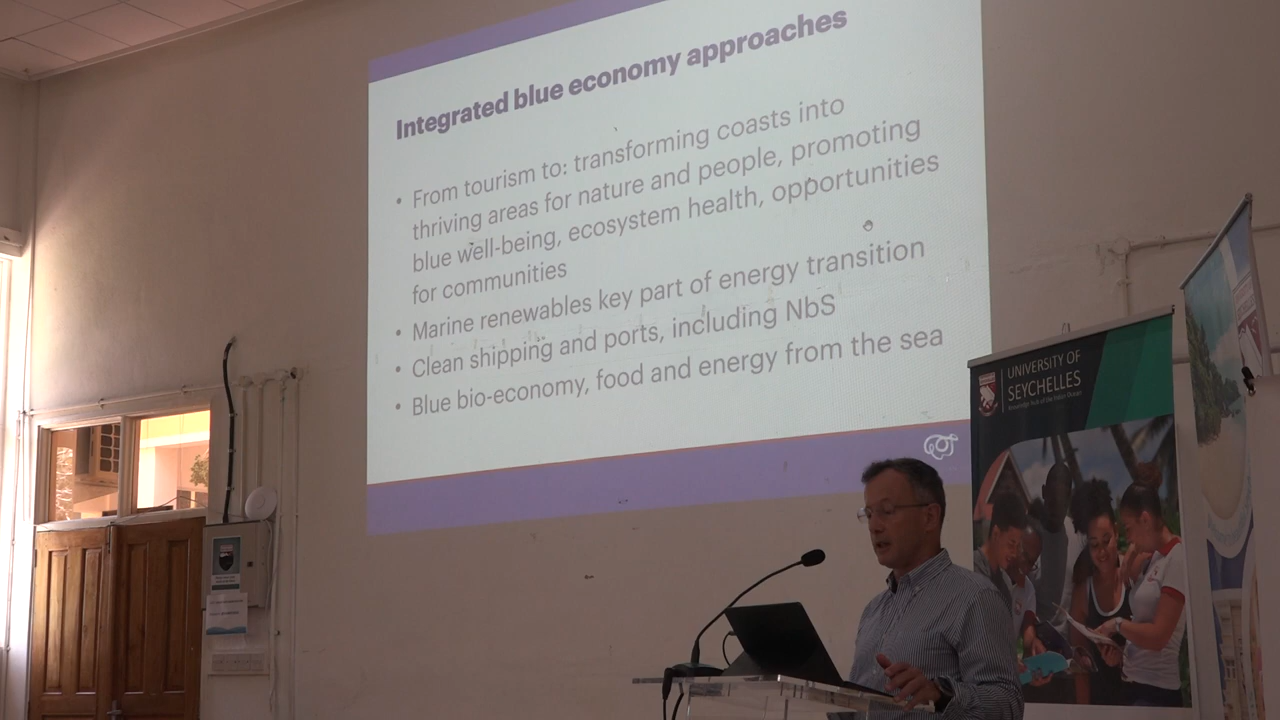 Integrated blue economy approaches
• From tourism to: transforming coasts into
thriving areas for nature and people, promoting
blue well-being, ecosystem health, opportunities
for communities
• Marine renewables key part of energy transition
• Clean shipping and ports, including NbS
• Blue bio-economy, food and energy from the sea
UNIVERSITY OF
SEYCHELLES